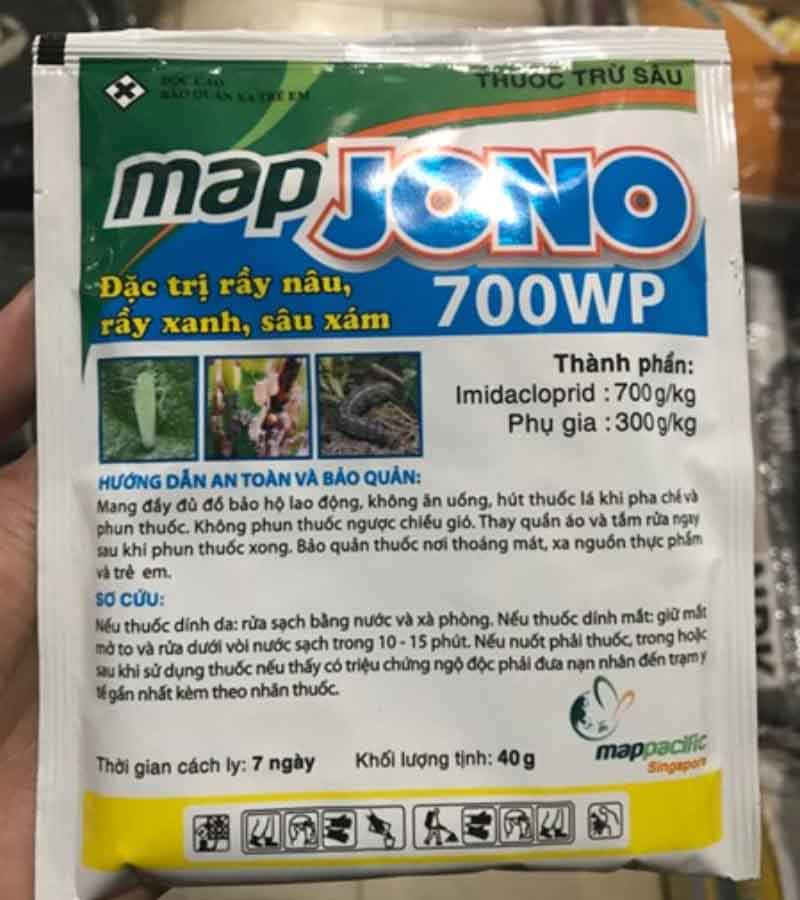 ĐỘC CAO
BẢO QUẢN XA TRẺ EM
THUỐC TRỪ SÂU
map JONO
700WP
Đặc trị rầy nâu,
rầy xanh, sâu xám
Thành phần:
Imidacloprid : 700g/kg
Phụ gia : 300g/kg
HƯỚNG DẪN AN TOÀN VÀ BẢO QUẢN:
Mang đầy đủ đồ bảo hộ lao động, không ăn uống, hút thuốc lá khi pha chế và
phun thuốc. Không phun thuốc ngược chiều gió. Thay quần áo và tắm rửa ngay
sau khi phun thuốc xong. Bảo quản thuốc nơi thoáng mát, xa nguồn thực phẩm
và trẻ em.
SƠ CỨU:
Nếu thuốc dính da: rửa sạch bằng nước và xà phòng. Nếu thuốc dính mắt: giữ mắt
mở to và rửa dưới vòi nước sạch trong 10 - 15 phút. Nếu nuốt phải thuốc, trong hoặc
sau khi sử dụng thuốc nếu thấy có triệu chứng ngộ độc phải đưa nạn nhân đến trạm y
tế gần nhất kèm theo nhãn thuốc.
mappacific
Singapore
Thời gian cách ly: 7 ngày
Khối lượng tịnh: 40 g